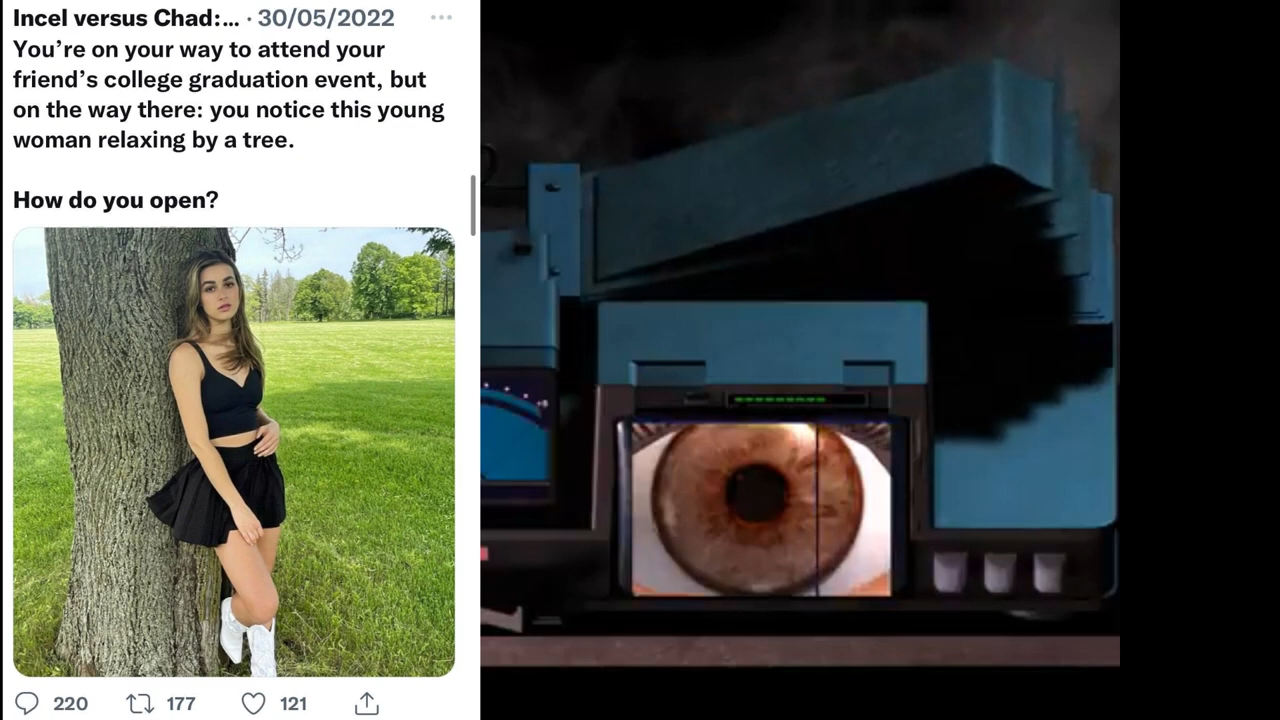 Incel versus Chad:... · 30/05/2022
You’re on your way to attend your
friend’s college graduation event, but
on the way there: you notice this young
woman relaxing by a tree.
How do you open?
220 177 121